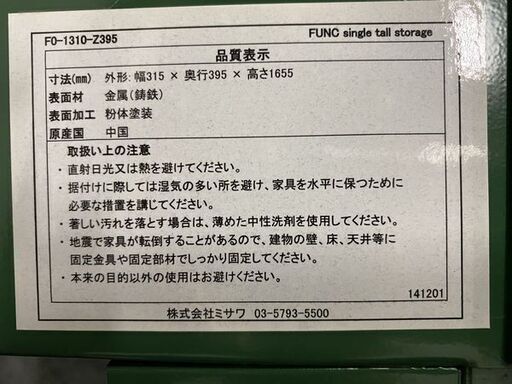 FO-1310-Z395 FUNC single tall storage
品質表示
寸法(mm) 外形:幅315 × 奥行395 × 高さ1655
表面材 金属(鋳鉄)
表面加工 粉体塗装
原産国 中国
取扱い上の注意
・直射日光又は熱を避けてください。
・据付けに際しては湿気の多い所を避け、家具を水平に保つために
必要な措置を講じてください。
・著しい汚れを落とす場合は、薄めた中性洗剤を使用してください。
・地震で家具が転倒することがあるので、建物の壁、床、天井等に
固定金具や固定部材でしっかり固定してください。
・本来の目的以外の使用はお避けください。
141201
株式会社ミサワ 03-5793-5500